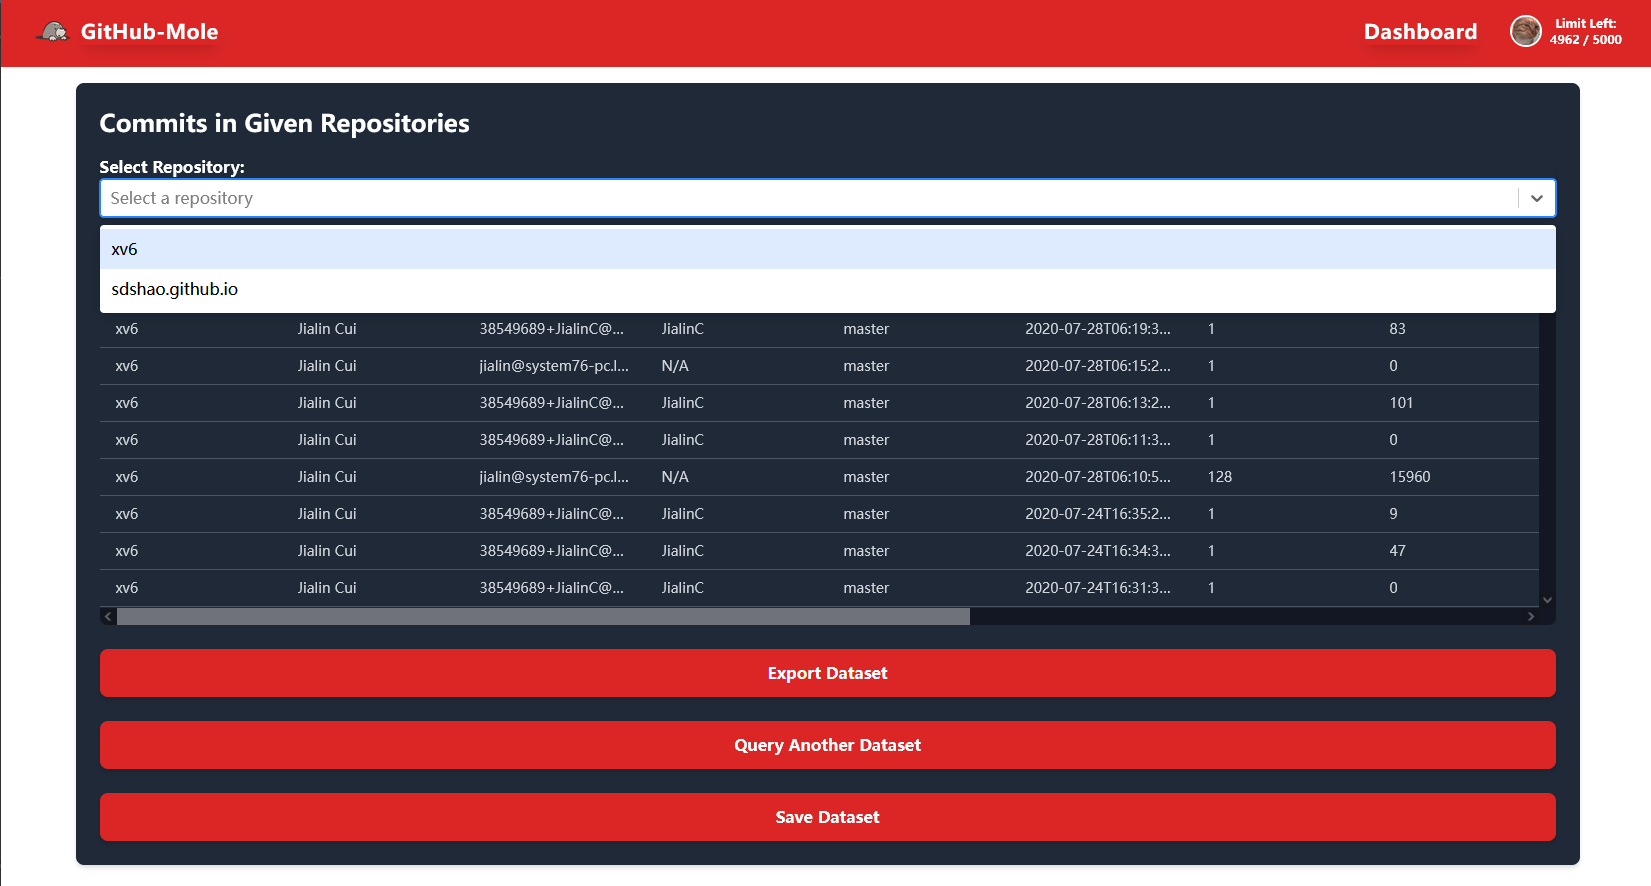 GitHub-Mole
Dashboard
Limit Left:
4962 / 5000
Commits in Given Repositories
Select Repository:
Select a repository
xv6
sdshao.github.io
xv6 Jialin Cui 38549689+JialinC@... JialinC master 2020-07-28T06:19:3... 1 83
xv6 Jialin Cui jialin@system76-pc.l... N/A master 2020-07-28T06:15:2... 1 0
xv6 Jialin Cui 38549689+JialinC@... JialinC master 2020-07-28T06:13:2... 1 101
xv6 Jialin Cui 38549689+JialinC@... JialinC master 2020-07-28T06:11:3... 1 0
xv6 Jialin Cui jialin@system76-pc.l... N/A master 2020-07-28T06:10:5... 128 15960
xv6 Jialin Cui 38549689+JialinC@... JialinC master 2020-07-24T16:35:2... 1 9
xv6 Jialin Cui 38549689+JialinC@... JialinC master 2020-07-24T16:34:3... 1 47
xv6 Jialin Cui 38549689+JialinC@... JialinC master 2020-07-24T16:31:3... 1 0
Export Dataset
Query Another Dataset
Save Dataset